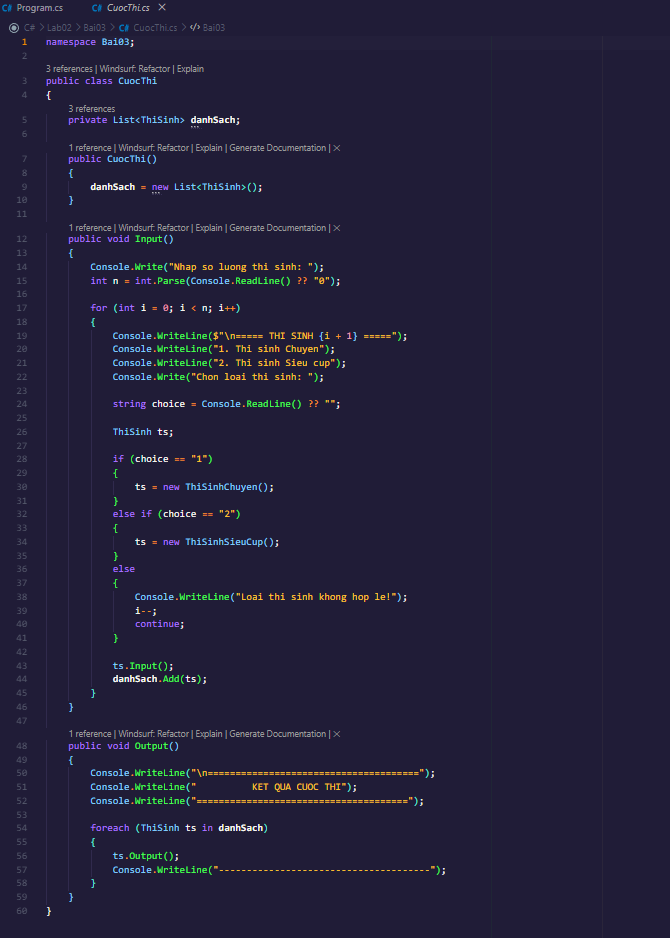 Program.cs CuocThi.cs
C# > Lab02 > Bai03 > CuocThi.cs > Bai03
1 namespace Bai03;
2
3 references | Windsurf: Refactor | Explain
3 public class CuocThi
4 {
3 references
5 private List<ThiSinh> danhSach;
6
1 reference | Windsurf: Refactor | Explain | Generate Documentation | ×
7 public CuocThi()
8 {
9 danhSach = new List<ThiSinh>();
10 }
11
1 reference | Windsurf: Refactor | Explain | Generate Documentation | ×
12 public void Input()
13 {
14 Console.Write("Nhap so luong thi sinh: ");
15 int n = int.Parse(Console.ReadLine() ?? "0");
16
17 for (int i = 0; i < n; i++)
18 {
19 Console.WriteLine($"\n===== THI SINH {i + 1} =====");
20 Console.WriteLine("1. Thi sinh Chuyen");
21 Console.WriteLine("2. Thi sinh Sieu cup");
22 Console.Write("Chon loai thi sinh: ");
23
24 string choice = Console.ReadLine() ?? "";
25
26 ThiSinh ts;
27
28 if (choice == "1")
29 {
30 ts = new ThiSinhChuyen();
31 }
32 else if (choice == "2")
33 {
34 ts = new ThiSinhSieuCup();
35 }
36 else
37 {
38 Console.WriteLine("Loai thi sinh khong hop le!");
39 i--;
40 continue;
41 }
42
43 ts.Input();
44 danhSach.Add(ts);
45 }
46 }
47
1 reference | Windsurf: Refactor | Explain | Generate Documentation | ×
48 public void Output()
49 {
50 Console.WriteLine("\n======================================");
51 Console.WriteLine("          KET QUA CUOC THI");
52 Console.WriteLine("======================================");
53
54 foreach (ThiSinh ts in danhSach)
55 {
56 ts.Output();
57 Console.WriteLine("--------------------------------------");
58 }
59 }
60 }